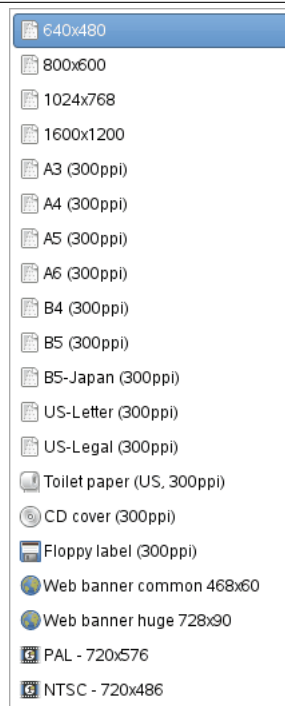 640x480
800x600
1024x768
1600x1200
A3 (300ppi)
A4 (300ppi)
A5 (300ppi)
A6 (300ppi)
B4 (300ppi)
B5 (300ppi)
B5-Japan (300ppi)
US-Letter (300ppi)
US-Legal (300ppi)
Toilet paper (US, 300ppi)
CD cover (300ppi)
Floppy label (300ppi)
Web banner common 468x60
Web banner huge 728x90
PAL - 720x576
NTSC - 720x486